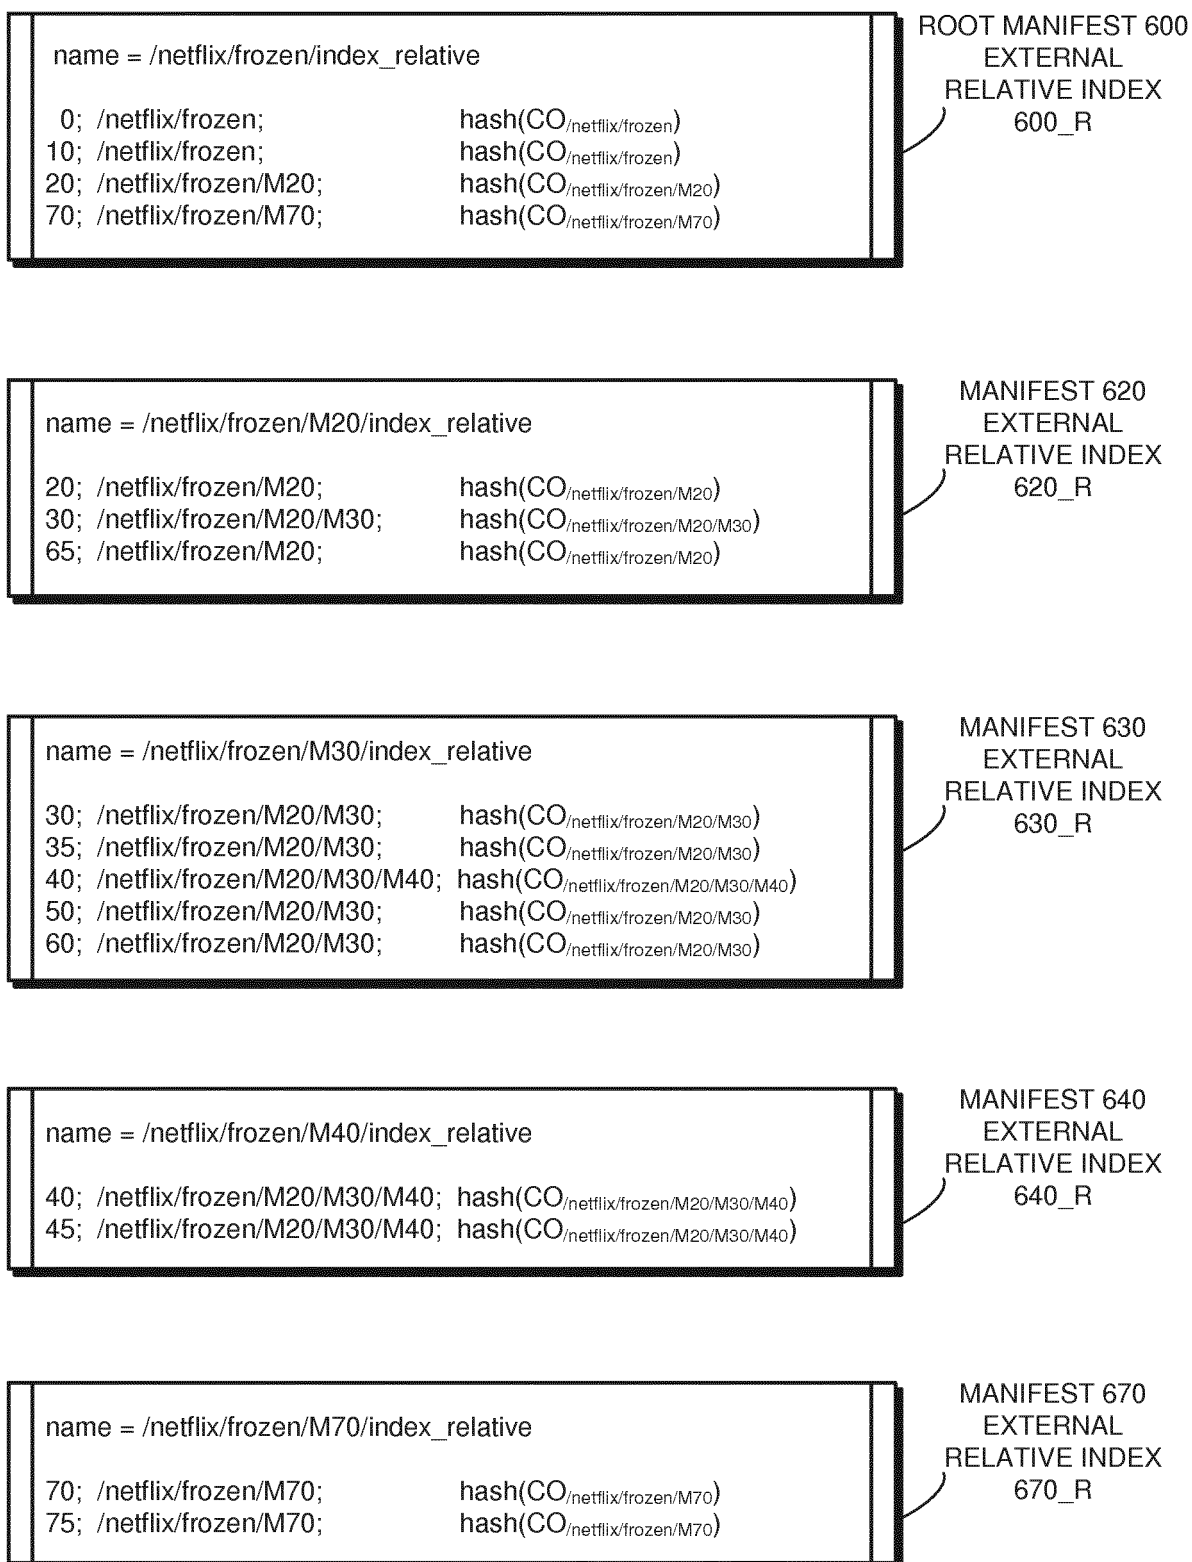 name = /netflix/frozen/index_relative
0; /netflix/frozen; hash(CO/netflix/frozen)
10; /netflix/frozen; hash(CO/netflix/frozen)
20; /netflix/frozen/M20; hash(CO/netflix/frozen/M20)
70; /netflix/frozen/M70; hash(CO/netflix/frozen/M70)
ROOT MANIFEST 600
EXTERNAL
RELATIVE INDEX
600_R
name = /netflix/frozen/M20/index_relative
20; /netflix/frozen/M20; hash(CO/netflix/frozen/M20)
30; /netflix/frozen/M20/M30; hash(CO/netflix/frozen/M20/M30)
65; /netflix/frozen/M20; hash(CO/netflix/frozen/M20)
MANIFEST 620
EXTERNAL
RELATIVE INDEX
620_R
name = /netflix/frozen/M30/index_relative
30; /netflix/frozen/M20/M30; hash(CO/netflix/frozen/M20/M30)
35; /netflix/frozen/M20/M30; hash(CO/netflix/frozen/M20/M30)
40; /netflix/frozen/M20/M30/M40; hash(CO/netflix/frozen/M20/M30/M40)
50; /netflix/frozen/M20/M30; hash(CO/netflix/frozen/M20/M30)
60; /netflix/frozen/M20/M30; hash(CO/netflix/frozen/M20/M30)
MANIFEST 630
EXTERNAL
RELATIVE INDEX
630_R
name = /netflix/frozen/M40/index_relative
40; /netflix/frozen/M20/M30/M40; hash(CO/netflix/frozen/M20/M30/M40)
45; /netflix/frozen/M20/M30/M40; hash(CO/netflix/frozen/M20/M30/M40)
MANIFEST 640
EXTERNAL
RELATIVE INDEX
640_R
name = /netflix/frozen/M70/index_relative
70; /netflix/frozen/M70; hash(CO/netflix/frozen/M70)
75; /netflix/frozen/M70; hash(CO/netflix/frozen/M70)
MANIFEST 670
EXTERNAL
RELATIVE INDEX
670_R